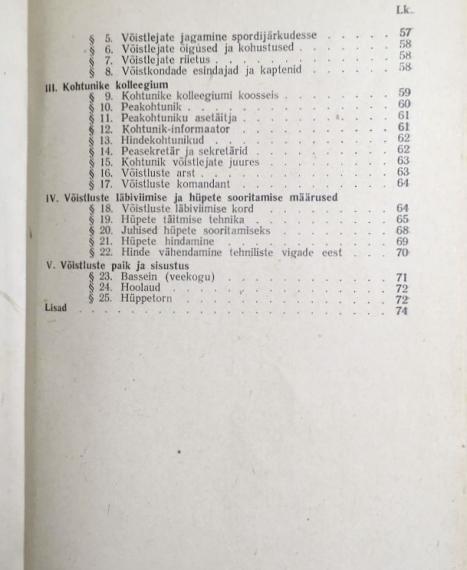 Lk.
§ 5. Võistlejate jagamine spordijärkudesse . . . . . 57
§ 6. Võistlejate õigused ja kohustused . . . . . . . 58
§ 7. Võistlejate riietus . . . . . . . . . . . 58
§ 8. Võistkondade esindajad ja kaptenid . . . . . . 58
III. Kohtunike kolleegium
§ 9. Kohtunike kolleegiumi koosseis . . . . . . . . 59
§ 10. Peakohtunik . . . . . . . . . . . . . 60
§ 11. Peakohtuniku asetäitja . . . . . . . . . . 61
§ 12. Kohtunik-informaator . . . . . . . . . . 61
§ 13. Hindekohtunikud . . . . . . . . . . . . 62
§ 14. Peasekretär ja sekretärid . . . . . . . . . 62
§ 15. Kohtunik võistlejate juures . . . . . . . . . 63
§ 16. Võistluste arst . . . . . . . . . . . . 63
§ 17. Võistluste komandant . . . . . . . . . . 64
IV. Võistluste läbiviimise ja hüpete sooritamise määrused
§ 18. Võistluste läbiviimise kord . . . . . . . . . 64
§ 19. Hüpete täitmise tehnika . . . . . . . . . . 65
§ 20. Juhised hüpete sooritamiseks . . . . . . . . 68
§ 21. Hüpete hindamine . . . . . . . . . . . 69
§ 22. Hinde vähendamine tehniliste vigade eest . . . . 70
V. Võistluste paik ja sisustus
§ 23. Bassein (veekogu) . . . . . . . . . . . 71
§ 24. Hoolaud . . . . . . . . . . . . . . 72
§ 25. Hüppetorn . . . . . . . . . . . . . 72
Lisad . . . . . . . . . . . . . . . . . 74